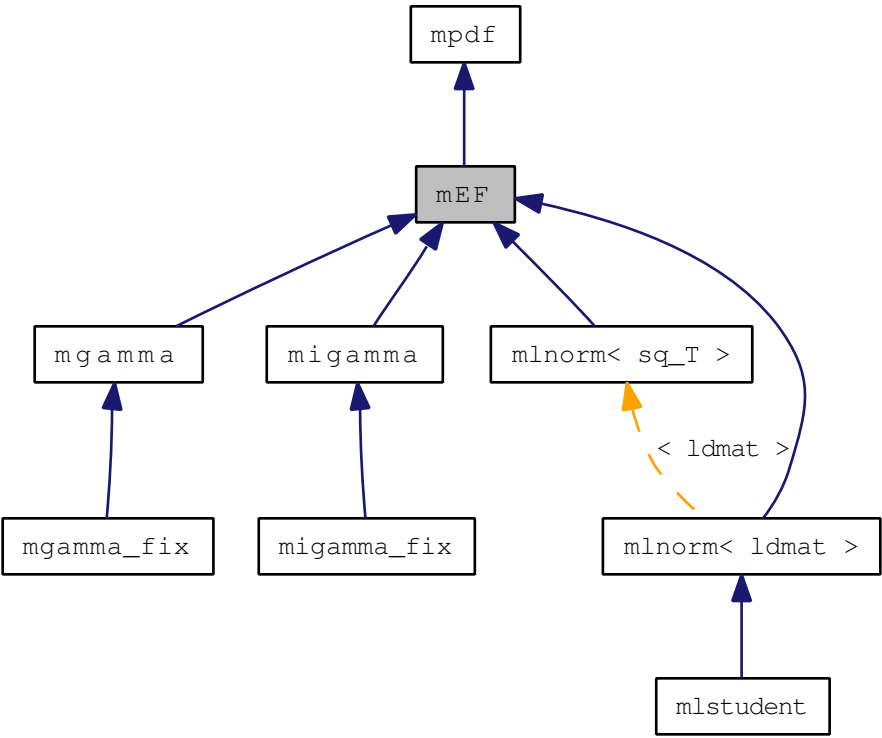 mpdf
mEF
mgamma
migamma
mlnorm< sq_T >
< ldmat >
mgamma_fix
migamma_fix
mlnorm< ldmat >
mlstudent